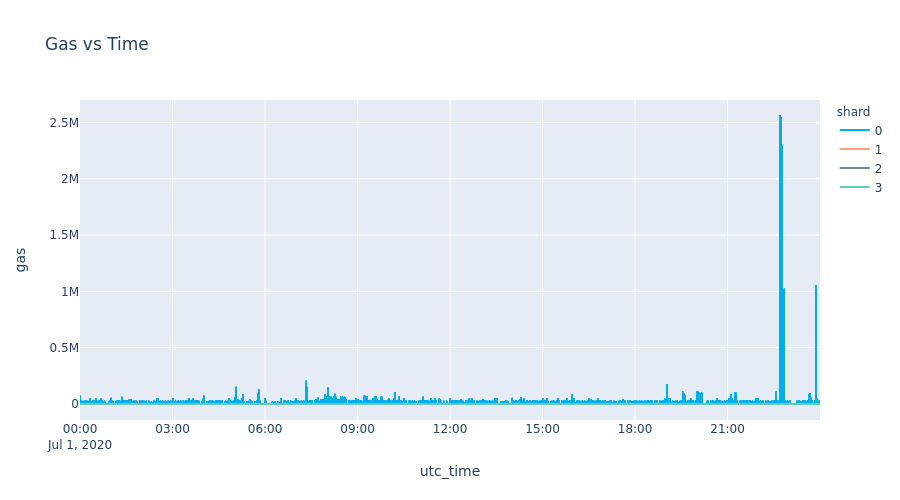 Gas vs Time
shard
0
1
2
3
2.5M
2M
1.5M
1M
0.5M
0
gas
00:00 03:00 06:00 09:00 12:00 15:00 18:00 21:00
Jul 1, 2020
utc_time